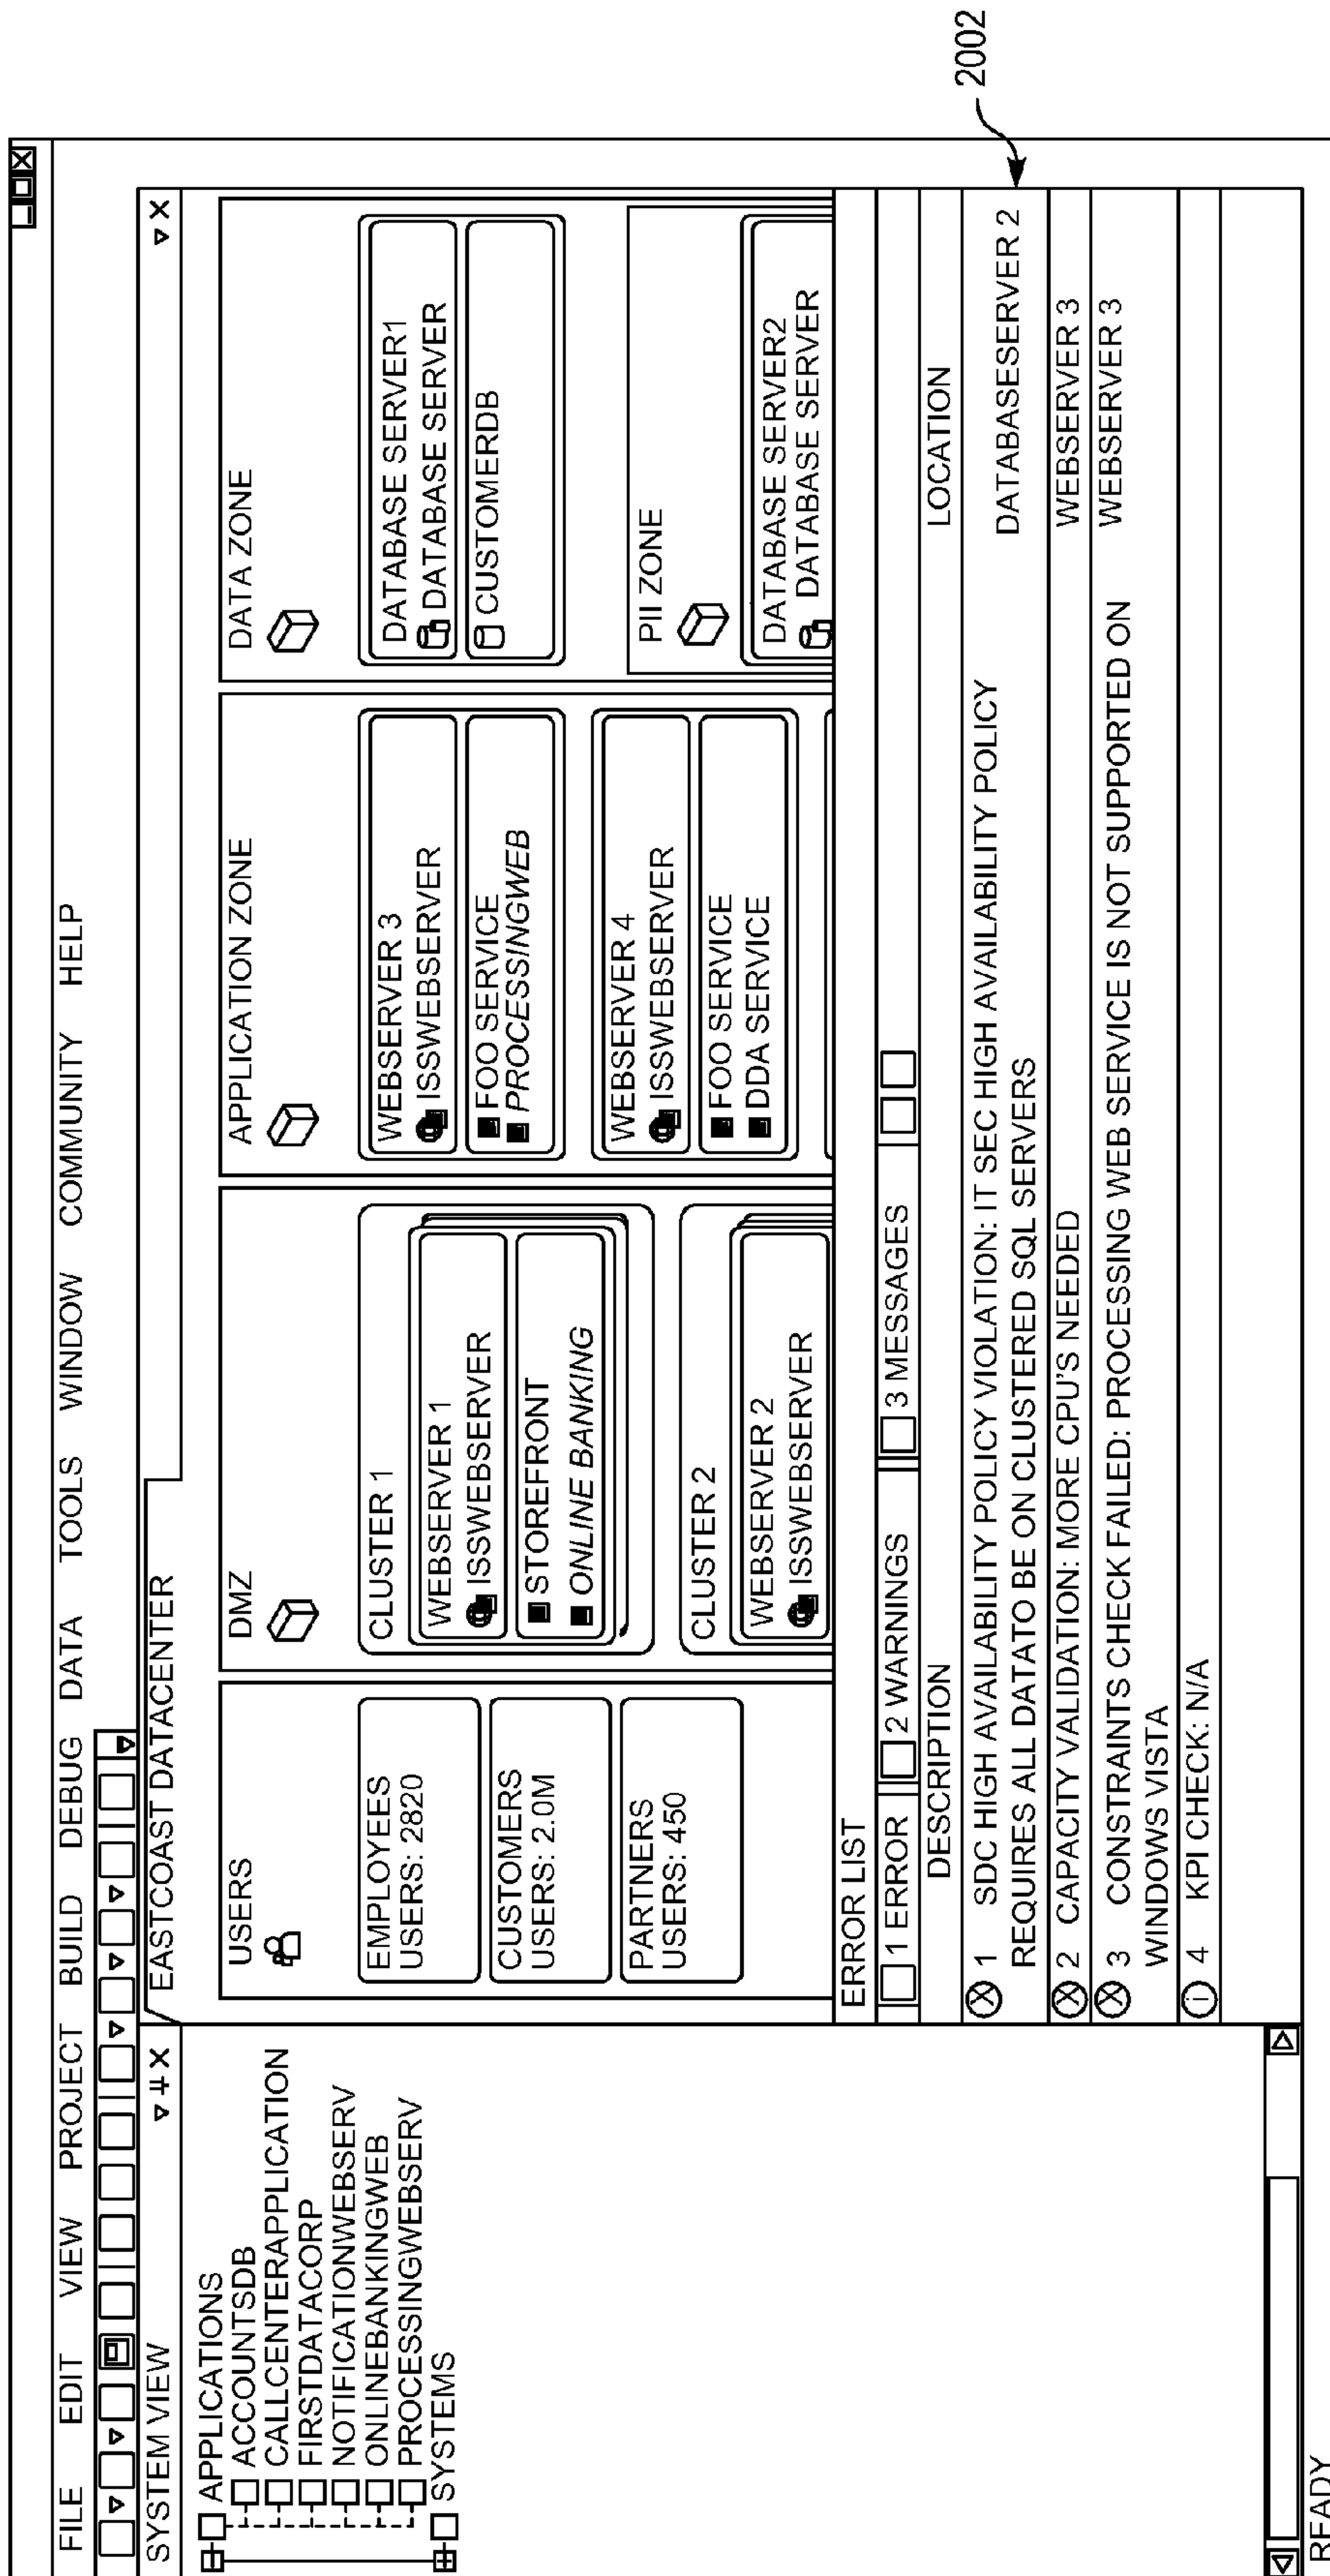 FILE EDIT VIEW PROJECT BUILD DEBUG DATA TOOLS WINDOW COMMUNITY HELP
SYSTEM VIEW
APPLICATIONS
ACCOUNTSDB
CALLCENTERAPPLICATION
FIRSTDATACORP
NOTIFICATIONWEBSERV
ONLINEBANKINGWEB
PROCESSINGWEBSERV
SYSTEMS
EASTCOAST DATACENTER
USERS
EMPLOYEES
USERS: 2820
CUSTOMERS
USERS: 2.0M
PARTNERS
USERS: 450
DMZ
CLUSTER 1
WEBSERVER 1
ISSWEBSERVER
STOREFRONT
ONLINE BANKING
CLUSTER 2
WEBSERVER 2
ISSWEBSERVER
APPLICATION ZONE
WEBSERVER 3
ISSWEBSERVER
FOO SERVICE
PROCESSINGWEB
WEBSERVER 4
ISSWEBSERVER
FOO SERVICE
DDA SERVICE
DATA ZONE
DATABASE SERVER1
DATABASE SERVER
CUSTOMERDB
PII ZONE
DATABASE SERVER2
DATABASE SERVER
ERROR LIST
1 ERROR 2 WARNINGS 3 MESSAGES
DESCRIPTION LOCATION
1 SDC HIGH AVAILABILITY POLICY VIOLATION: IT SEC HIGH AVAILABILITY POLICY
REQUIRES ALL DATATO BE ON CLUSTERED SQL SERVERS DATABASESERVER 2
2 CAPACITY VALIDATION: MORE CPU'S NEEDED WEBSERVER 3
3 CONSTRAINTS CHECK FAILED: PROCESSING WEB SERVICE IS NOT SUPPORTED ON WEBSERVER 3
WINDOWS VISTA
i 4 KPI CHECK: N/A
READY
2002